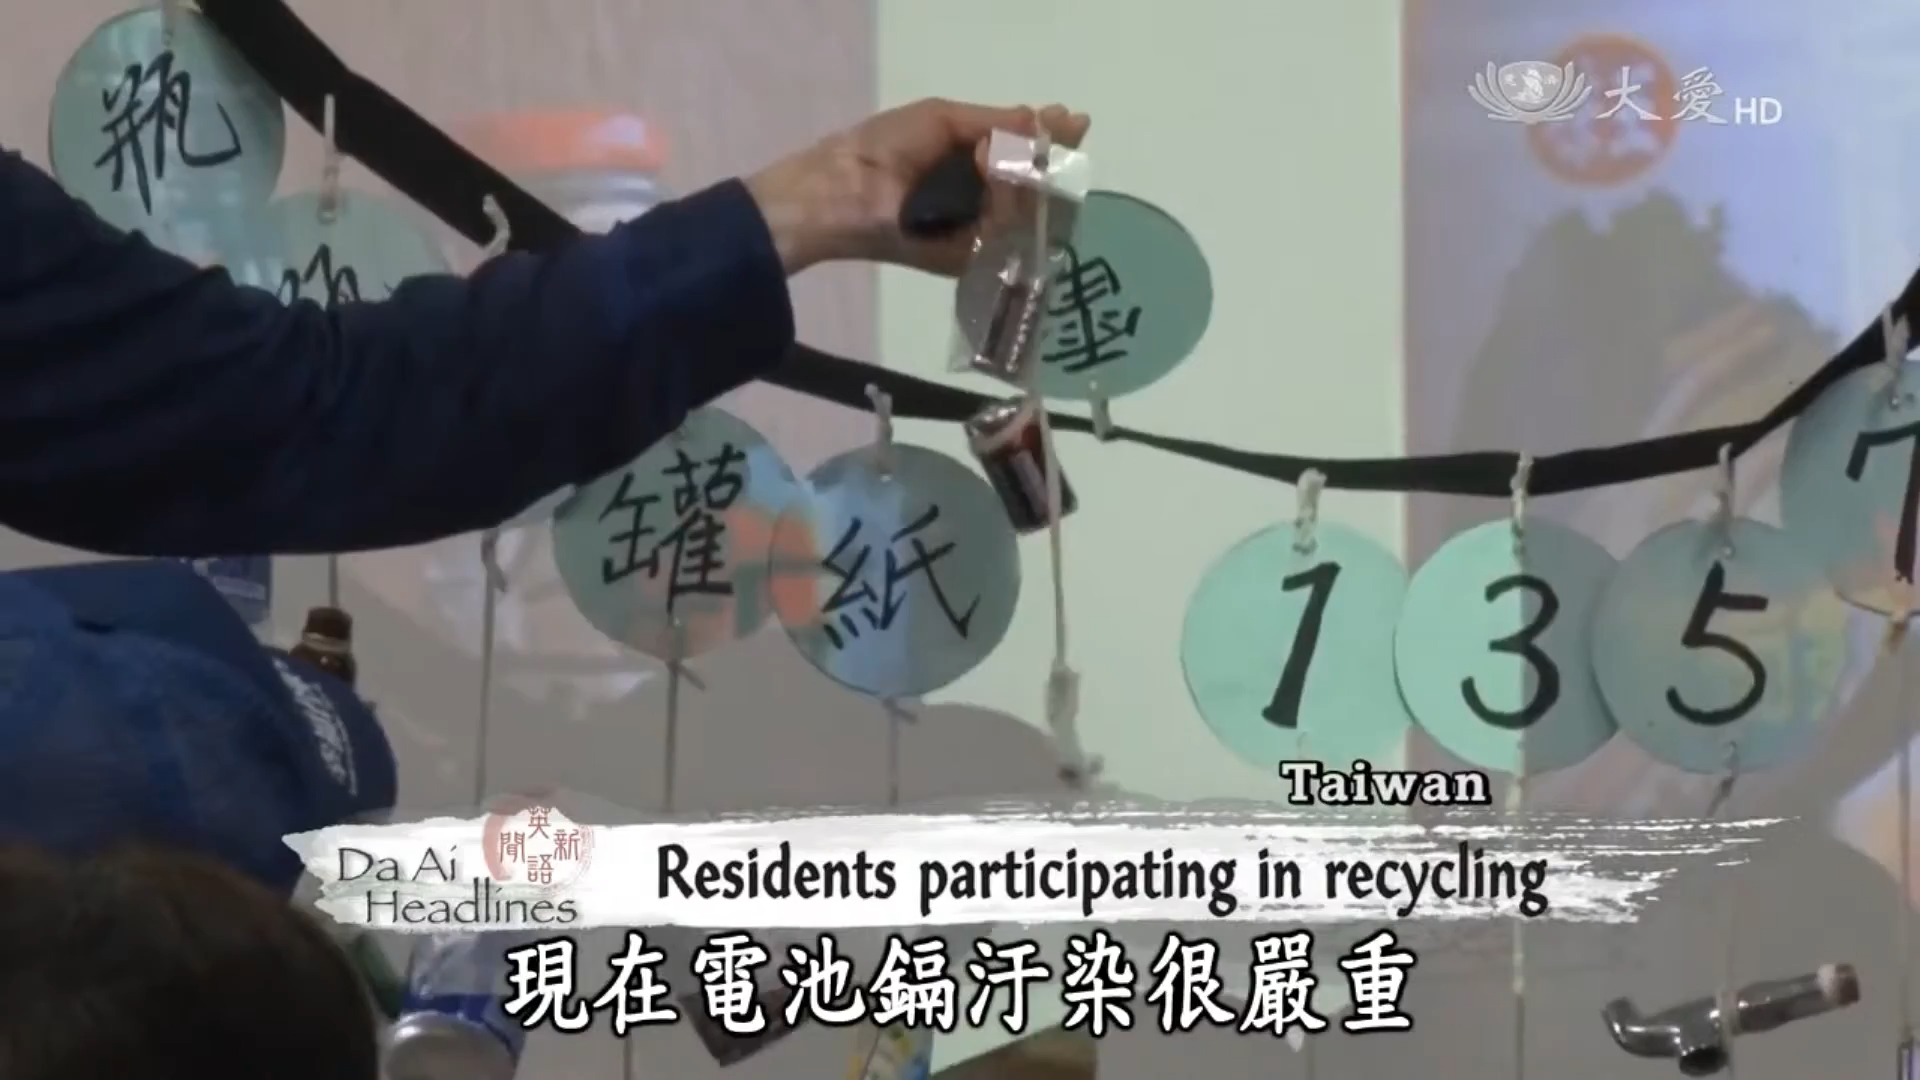 大愛HD
瓶
罐
紙
1
3
5
7
Taiwan
英語新聞
Da Ai Headlines
Residents participating in recycling
現在電池鎘汙染很嚴重